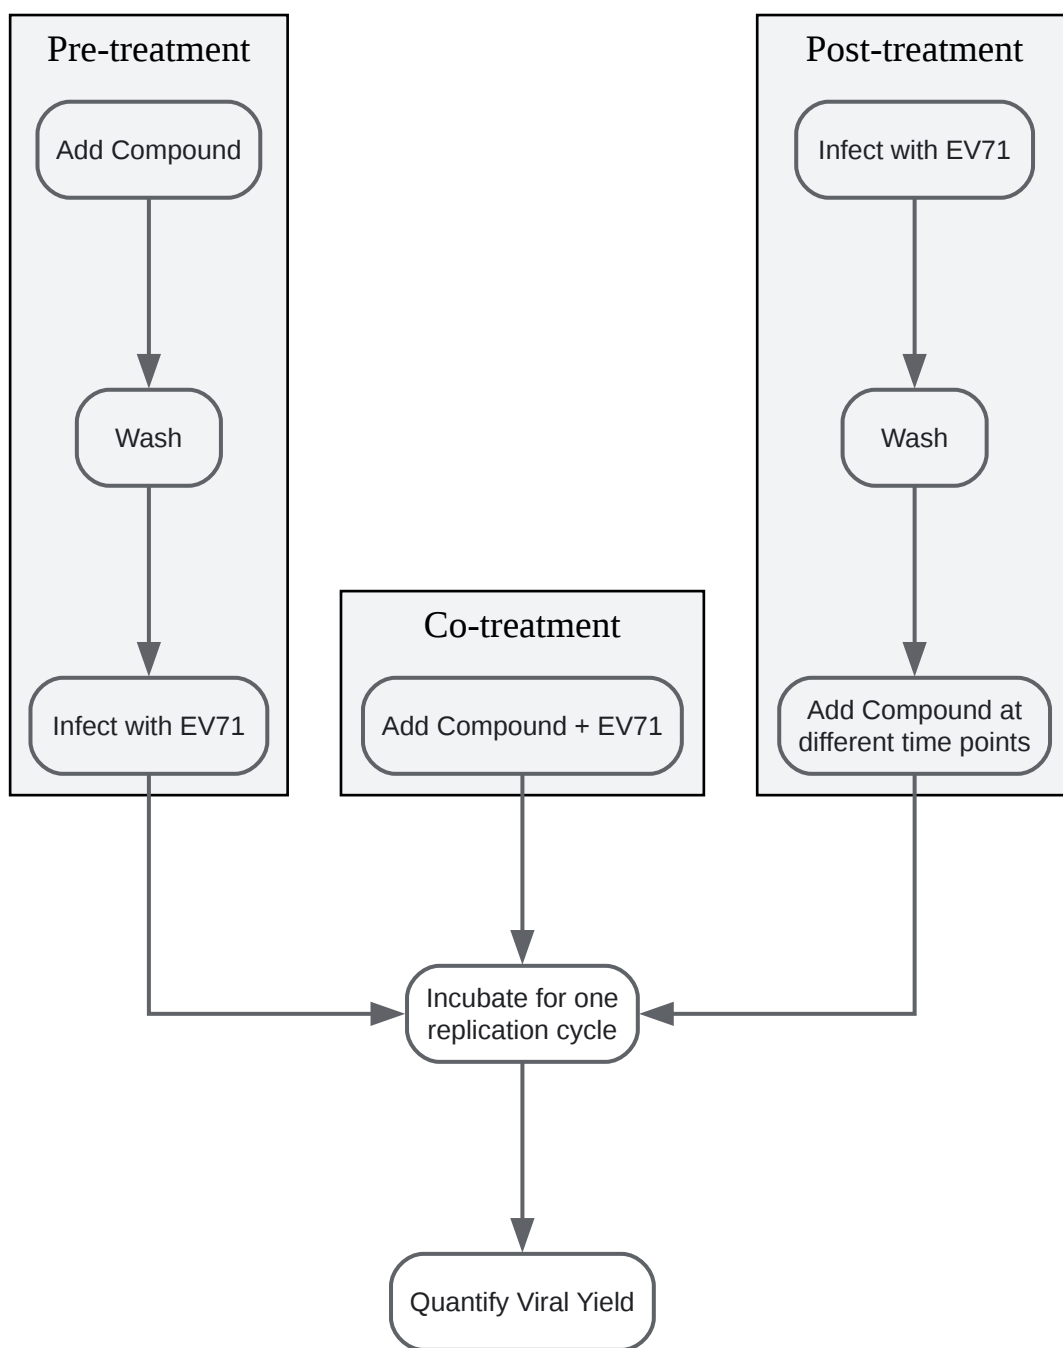 Pre-treatment
Add Compound
Wash
Infect with EV71
Co-treatment
Add Compound + EV71
Post-treatment
Infect with EV71
Wash
Add Compound at
different time points
Incubate for one
replication cycle
Quantify Viral Yield